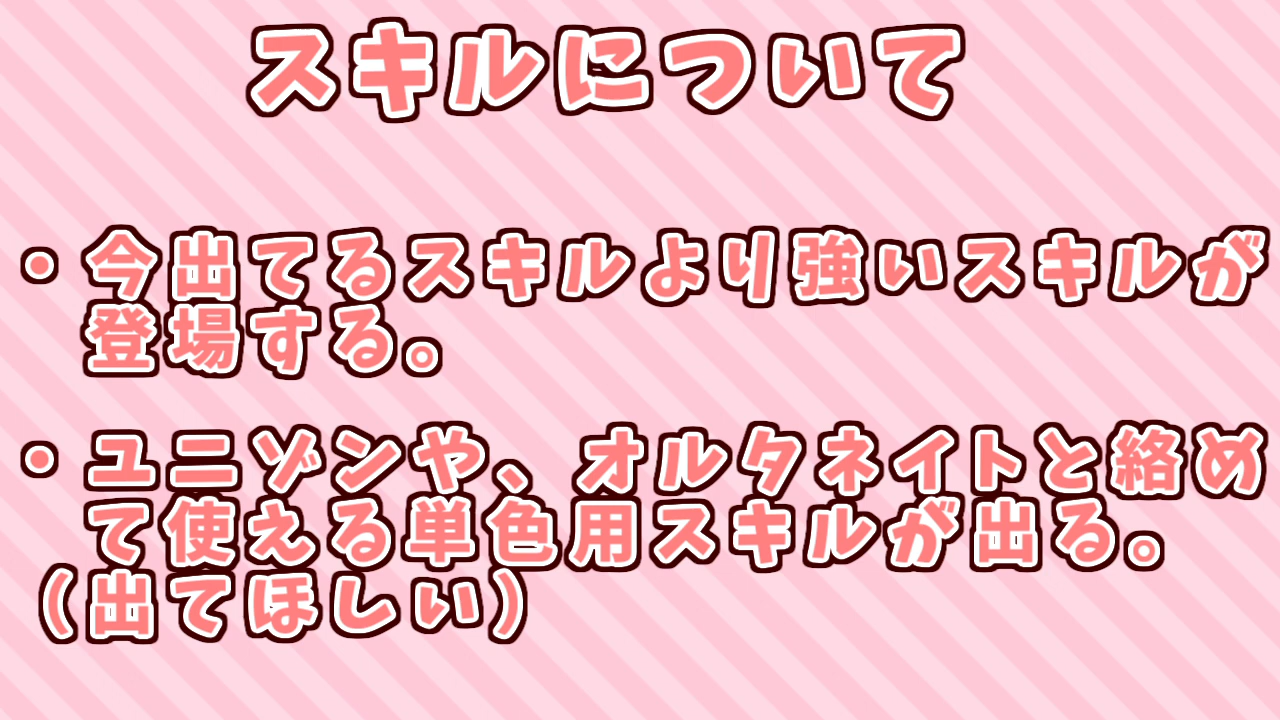 スキルについて
・今出てるスキルより強いスキルが
登場する。
・ユニゾンや、オルタネイトと絡め
て使える単色用スキルが出る。
（出てほしい）